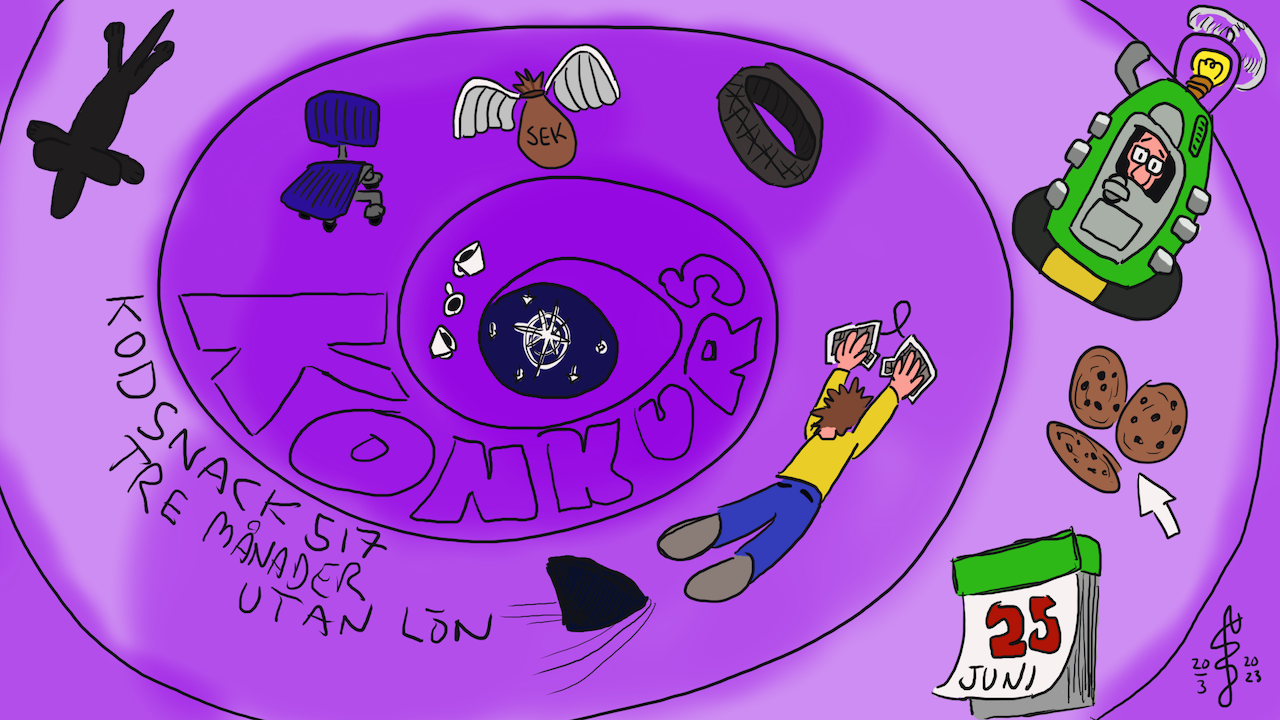 SEK
KONKURS
KODSNACK 517
TRE MÅNADER
UTAN LÖN
25
JUNI
20
3
20
23